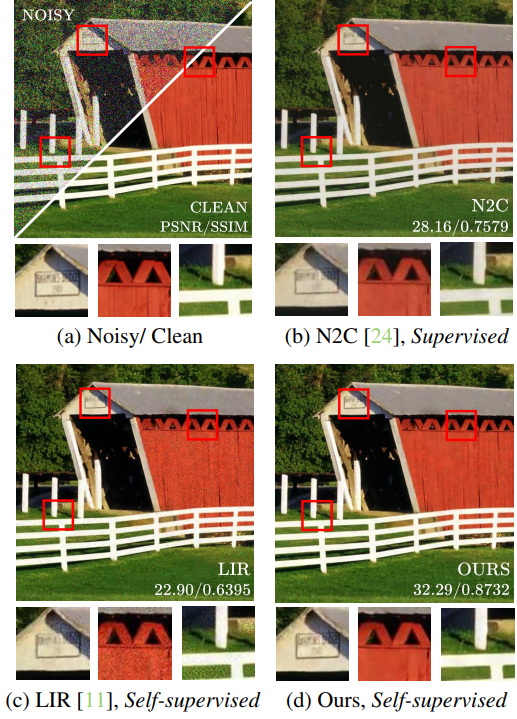 NOISY
CLEAN
PSNR/SSIM
(a) Noisy/ Clean
N2C
28.16/0.7579
(b) N2C [24], Supervised
LIR
22.90/0.6395
(c) LIR [11], Self-supervised
OURS
32.29/0.8732
(d) Ours, Self-supervised